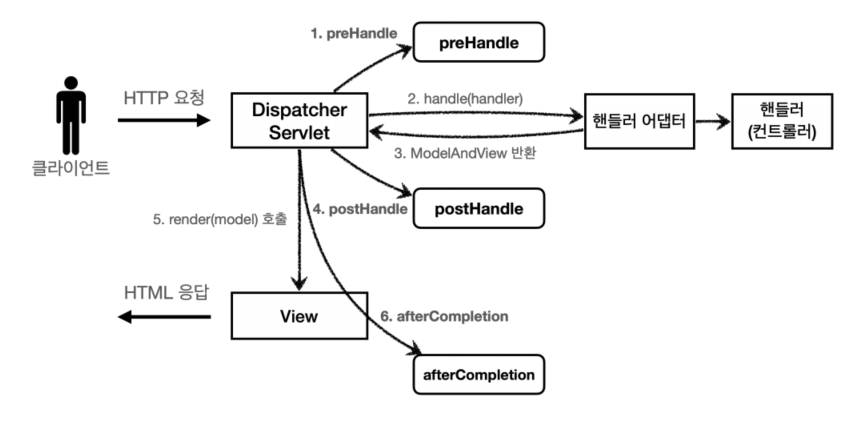 1. preHandle
preHandle
HTTP 요청
2. handle(handler)
Dispatcher
Servlet
핸들러 어댑터
핸들러
(컨트롤러)
3. ModelAndView 반환
클라이언트
4. postHandle
postHandle
5. render(model) 호출
HTML 응답
View
6. afterCompletion
afterCompletion